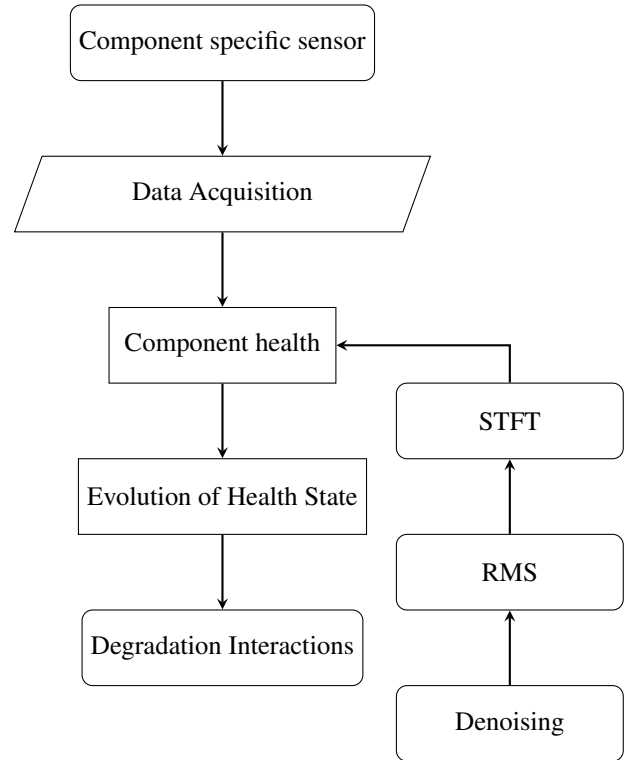 Component specific sensor
Data Acquisition
Component health
STFT
Evolution of Health State
RMS
Degradation Interactions
Denoising